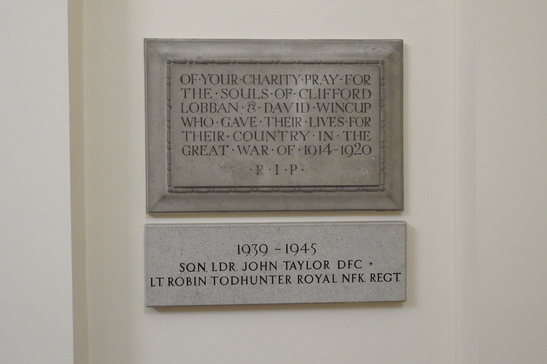 OF·YOUR·CHARITY·PRAY·FOR
THE·SOULS·OF·CLIFFORD
LOBBAN·&·DAVID·WINCUP
WHO·GAVE·THEIR·LIVES·FOR
THEIR·COUNTRY·IN·THE
GREAT·WAR·OF·1914-1920
·R·I·P·
1939 - 1945
SQN. LDR. JOHN TAYLOR DFC ·
LT ROBIN TODHUNTER ROYAL NFK. REGT